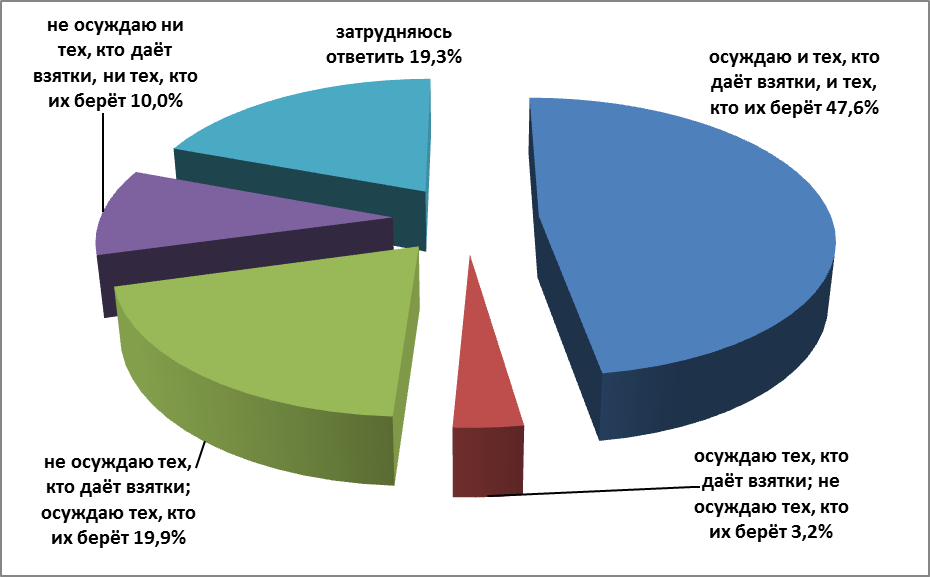 не осуждаю ни
тех, кто даёт
взятки, ни тех, кто
их берёт 10,0%
затрудняюсь
ответить 19,3%
осуждаю и тех, кто
даёт взятки, и тех,
кто их берёт 47,6%
не осуждаю тех,
кто даёт взятки;
осуждаю тех, кто
их берёт 19,9%
осуждаю тех, кто
даёт взятки; не
осуждаю тех, кто
их берёт 3,2%